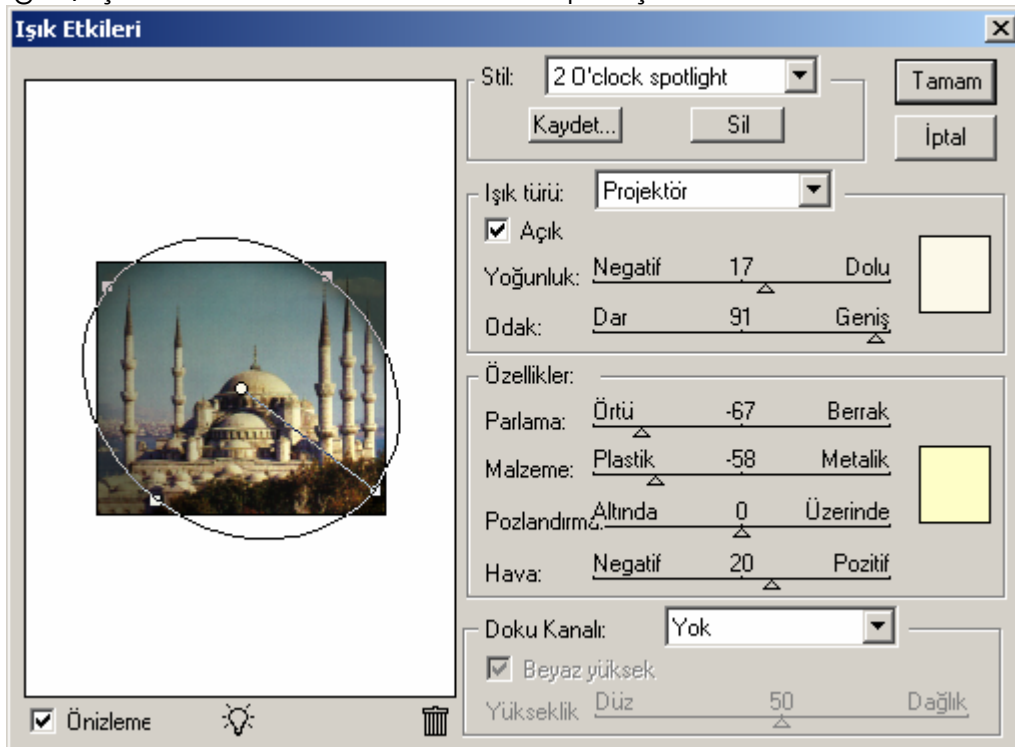 Işık Etkileri
Stil: 2 O'clock spotlight
Tamam
Kaydet... Sil
İptal
Işık türü: Projektör
Açık
Yoğunluk: Negatif 17 Dolu
Odak: Dar 91 Geniş
Özellikler:
Parlama: Örtü -67 Berrak
Malzeme: Plastik -58 Metalik
Pozlandırma: Altında 0 Üzerinde
Hava: Negatif 20 Pozitif
Doku Kanalı: Yok
Beyaz yüksek
Yükseklik Düz 50 Dağlık
Önizleme